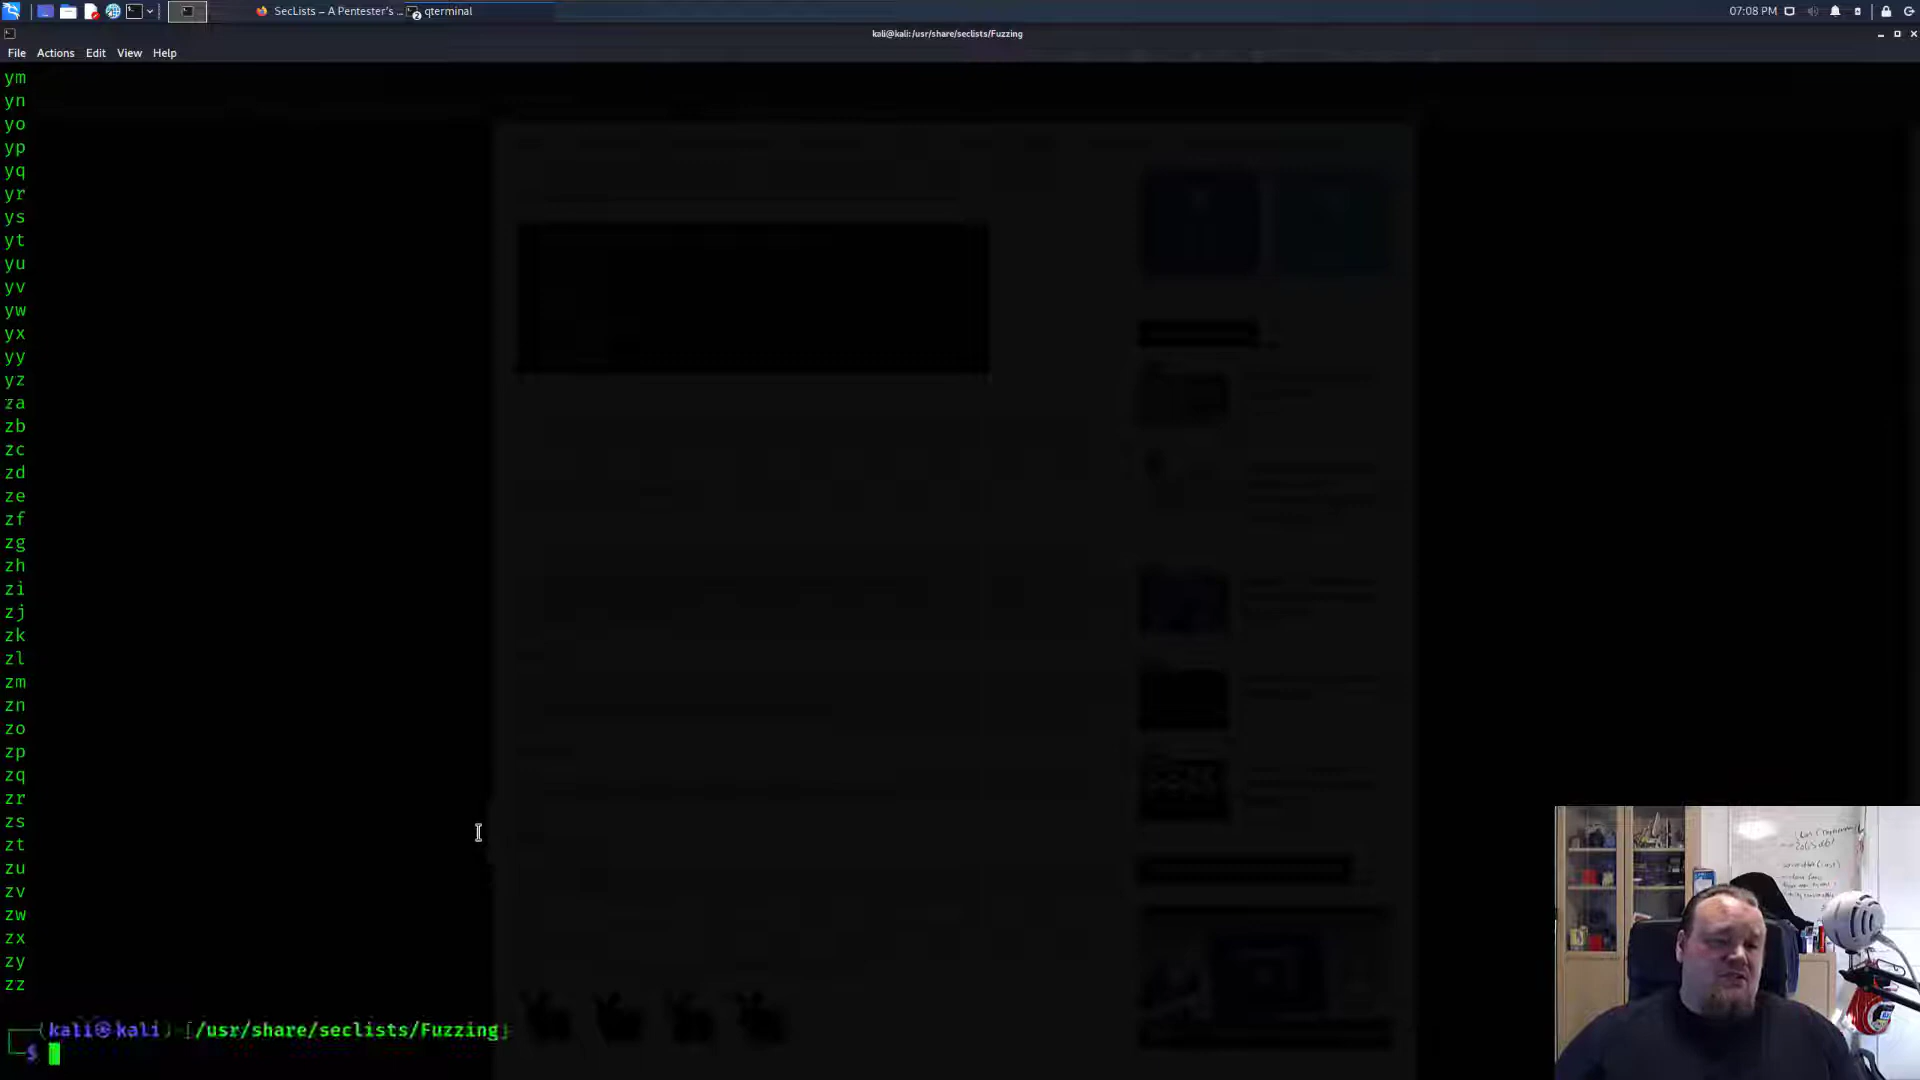 SecLists – A Pentester's ...
qterminal
07:08 PM
kali@kali:/usr/share/seclists/Fuzzing
File Actions Edit View Help
ym
yn
yo
yp
yq
yr
ys
yt
yu
yv
yw
yx
yy
yz
za
zb
zc
zd
ze
zf
zg
zh
zi
zj
zk
zl
zm
zn
zo
zp
zq
zr
zs
zt
zu
zv
zw
zx
zy
zz
(kali㉿kali)-[/usr/share/seclists/Fuzzing]
$